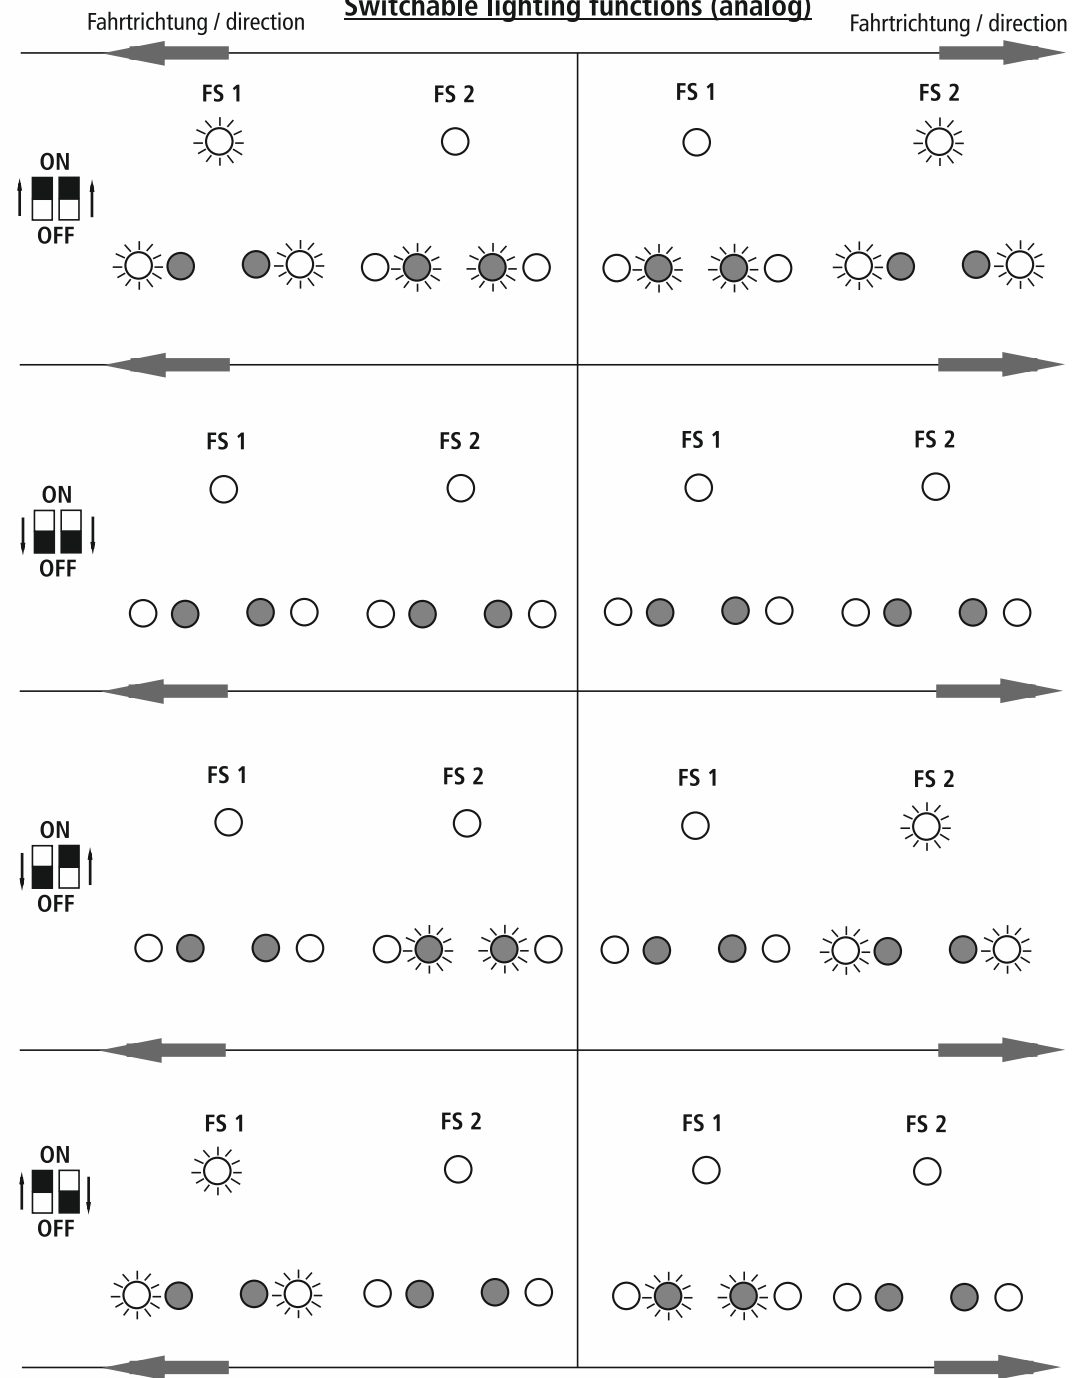 Switchable lighting functions (analog)
Fahrtrichtung / direction
Fahrtrichtung / direction
FS 1
FS 2
FS 1
FS 2
ON
OFF
FS 1
FS 2
FS 1
FS 2
ON
OFF
FS 1
FS 2
FS 1
FS 2
ON
OFF
FS 1
FS 2
FS 1
FS 2
ON
OFF